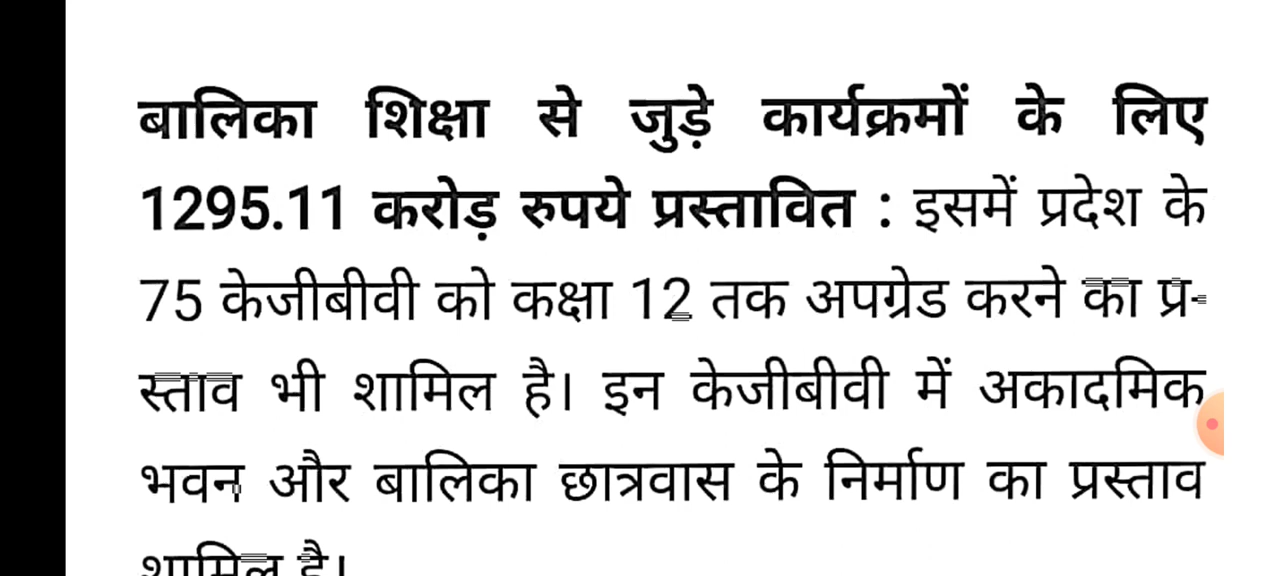 बालिका शिक्षा से जुड़े कार्यक्रमों के लिए
1295.11 करोड़ रुपये प्रस्तावित : इसमें प्रदेश के
75 केजीबीवी को कक्षा 12 तक अपग्रेड करने का प्र-
स्ताव भी शामिल है। इन केजीबीवी में अकादमिक
भवन और बालिका छात्रवास के निर्माण का प्रस्ताव
शामिल है।